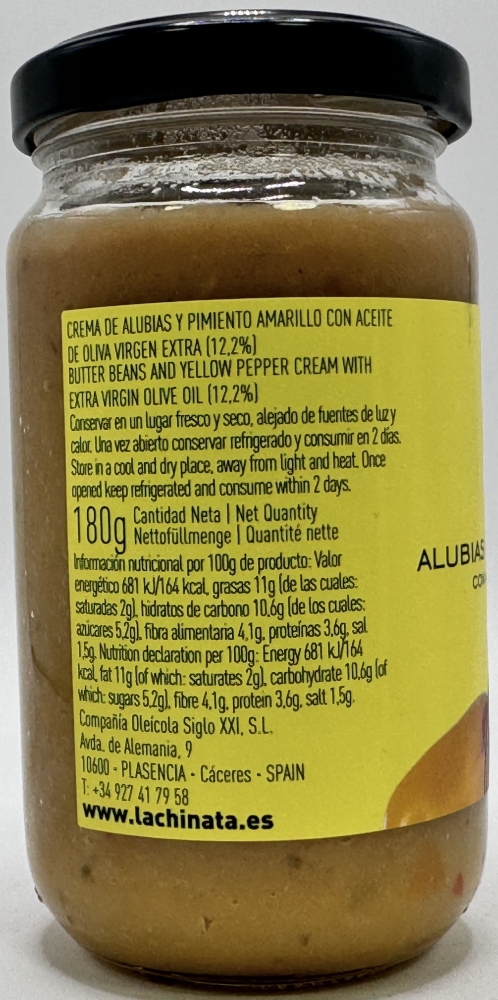 CREMA DE ALUBIAS Y PIMIENTO AMARILLO CON ACEITE
DE OLIVA VIRGEN EXTRA (12,2%)
BUTTER BEANS AND YELLOW PEPPER CREAM WITH
EXTRA VIRGIN OLIVE OIL (12,2%)
Conservar en un lugar fresco y seco, alejado de fuentes de luz y
calor. Una vez abierto conservar refrigerado y consumir en 2 días.
Store in a cool and dry place, away from light and heat. Once
opened keep refrigerated and consume within 2 days.
180g Cantidad Neta | Net Quantity
Nettofüllmenge | Quantité nette
Información nutricional por 100g de producto: Valor
energético 681 kJ/164 kcal, grasas 11g (de las cuales:
saturadas 2g), hidratos de carbono 10,6g (de los cuales:
azúcares 5,2g), fibra alimentaria 4,1g, proteínas 3,6g, sal
1,5g. Nutrition declaration per 100g: Energy 681 kJ/164
kcal, fat 11g (of which: saturates 2g), carbohydrate 10,6g (of
which: sugars 5,2g), fibre 4,1g, protein 3,6g, salt 1,5g.
Compañía Oleícola Siglo XXI, S.L.
Avda. de Alemania, 9
10600 - PLASENCIA - Cáceres - SPAIN
T: +34 927 41 79 58
www.lachinata.es
ALUBIAS